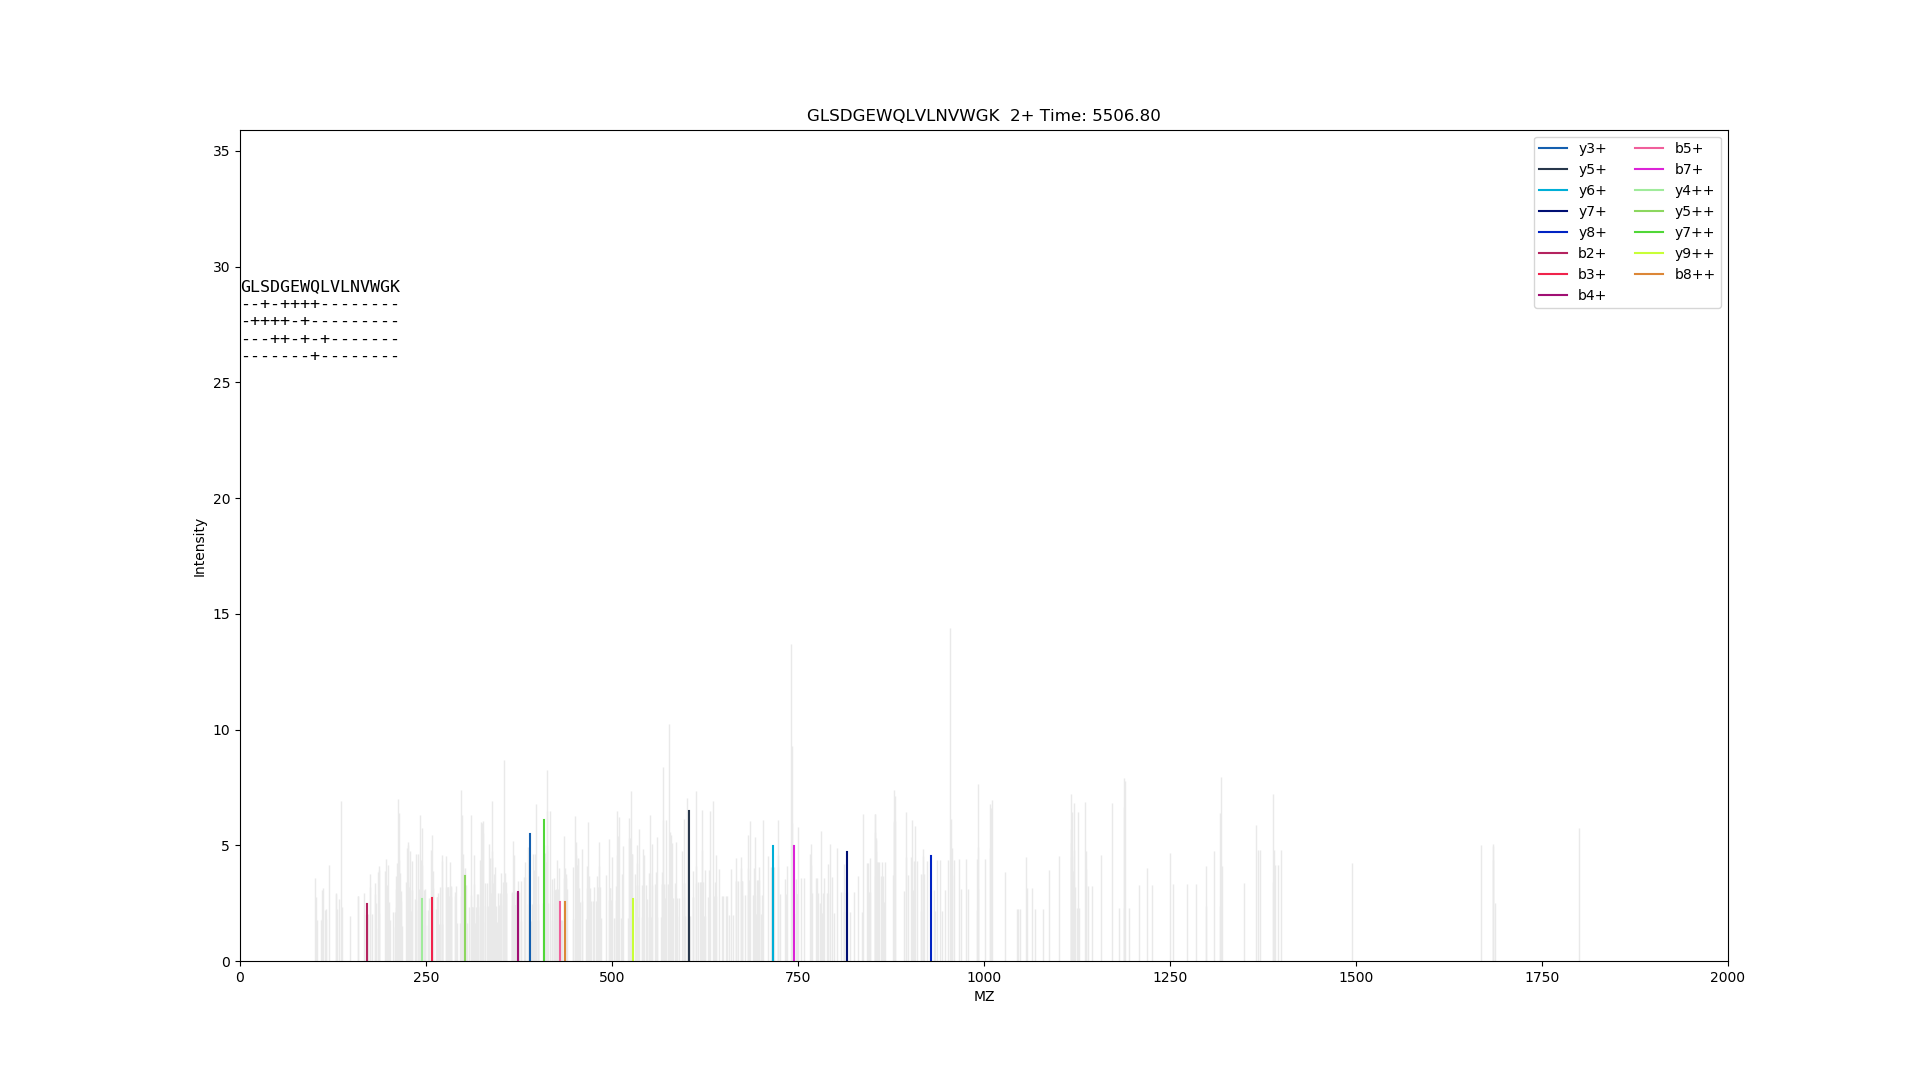 GLSDGEWQLVLNVWGK  2+ Time: 5506.80
35
30
25
20
15
10
5
0
Intensity
GLSDGEWQLVLNVWGK
--+-++++--------
-++++-+---------
---++-+-+-------
-------+--------
y3+
y5+
y6+
y7+
y8+
b2+
b3+
b4+
b5+
b7+
y4++
y5++
y7++
y9++
b8++
0 250 500 750 1000 1250 1500 1750 2000
MZ